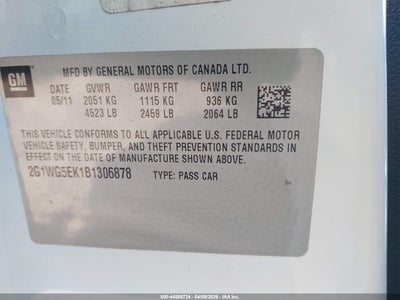 GM
MFD BY GENERAL MOTORS OF CANADA LTD.
DATE GVWR GAWR FRT GAWR RR
05/11 2051 KG 1115 KG 936 KG
4523 LB 2459 LB 2064 LB
THIS VEHICLE CONFORMS TO ALL APPLICABLE U.S. FEDERAL MOTOR
VEHICLE SAFETY, BUMPER, AND THEFT PREVENTION STANDARDS IN
EFFECT ON THE DATE OF MANUFACTURE SHOWN ABOVE.
2G1WG5EK1B1306878 TYPE: PASS CAR